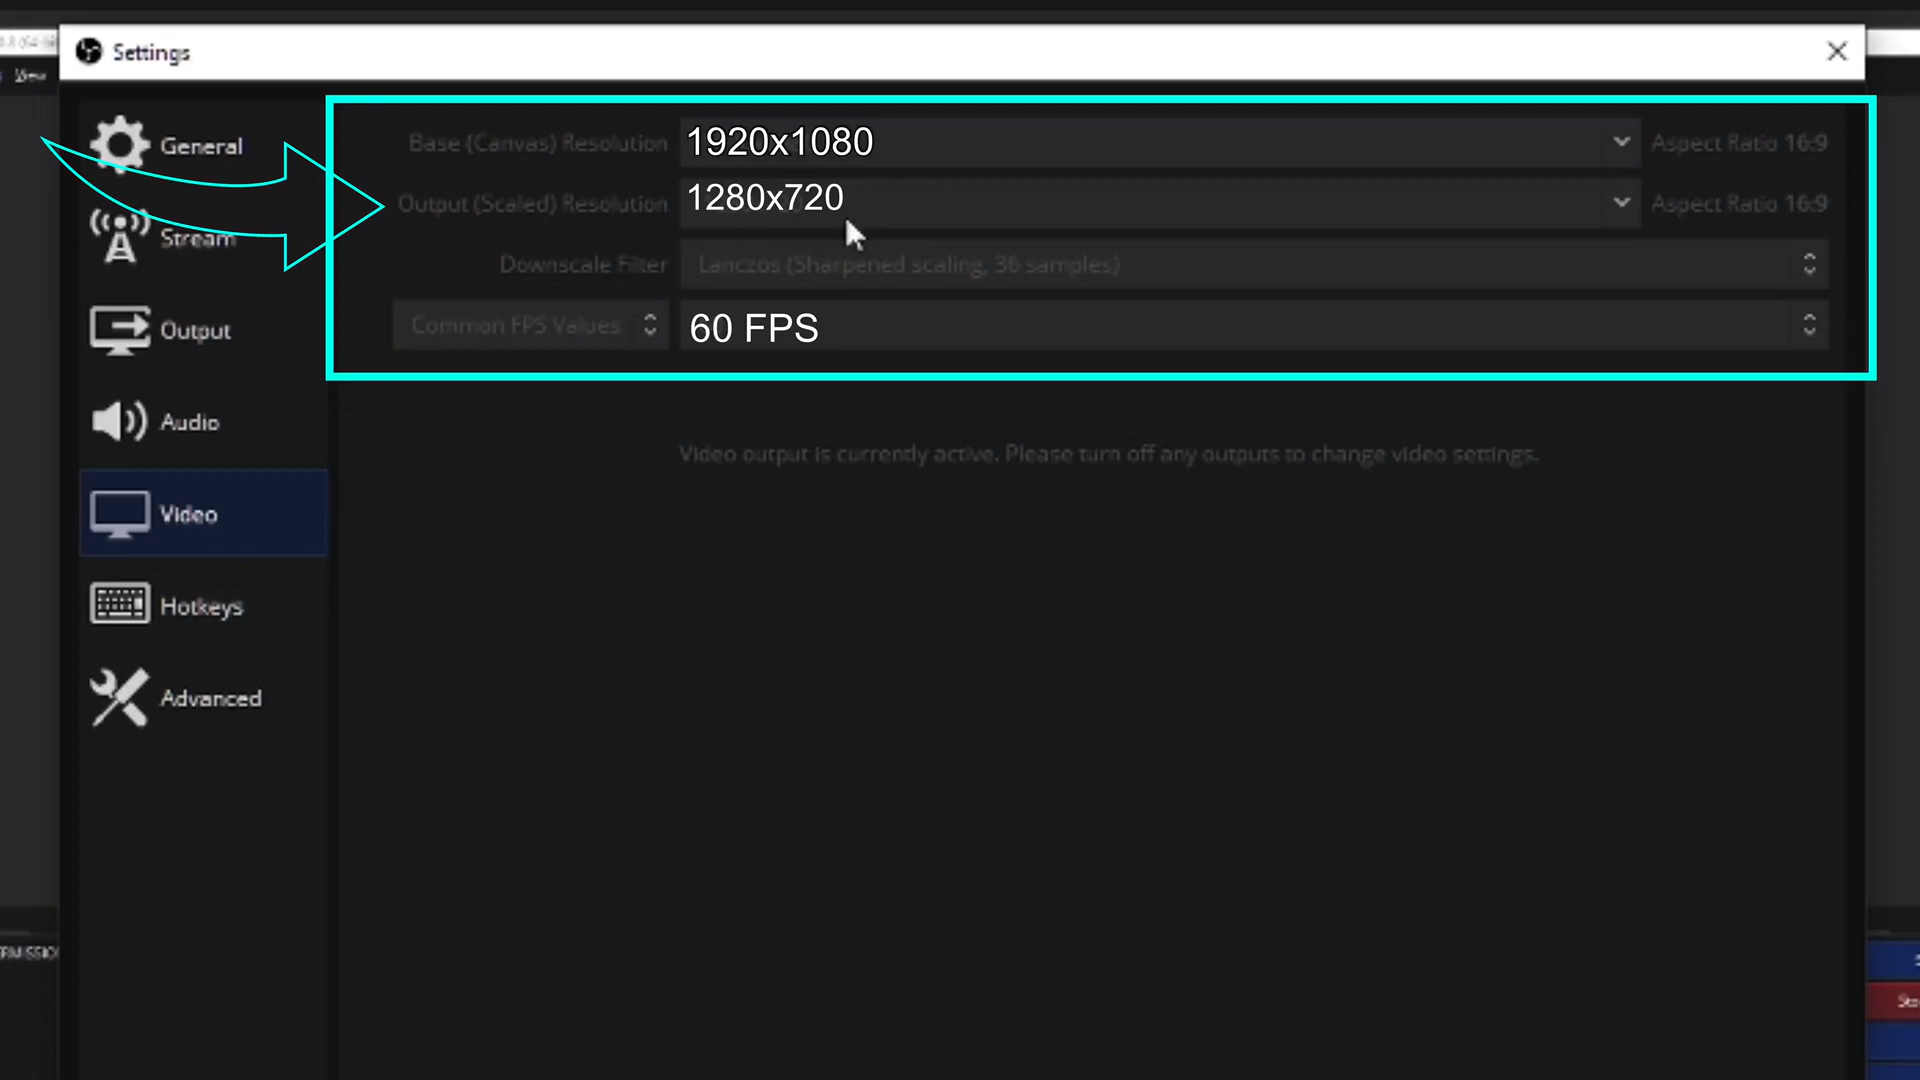 Settings
View
General
Base (Canvas) Resolution 1920x1080 Aspect Ratio 16:9
Output (Scaled) Resolution 1280x720 Aspect Ratio 16:9
Stream
Downscale Filter Lanczos (Sharpened scaling, 36 samples)
Output
Common FPS Values 60 FPS
Audio
Video output is currently active. Please turn off any outputs to change video settings.
Video
Hotkeys
Advanced